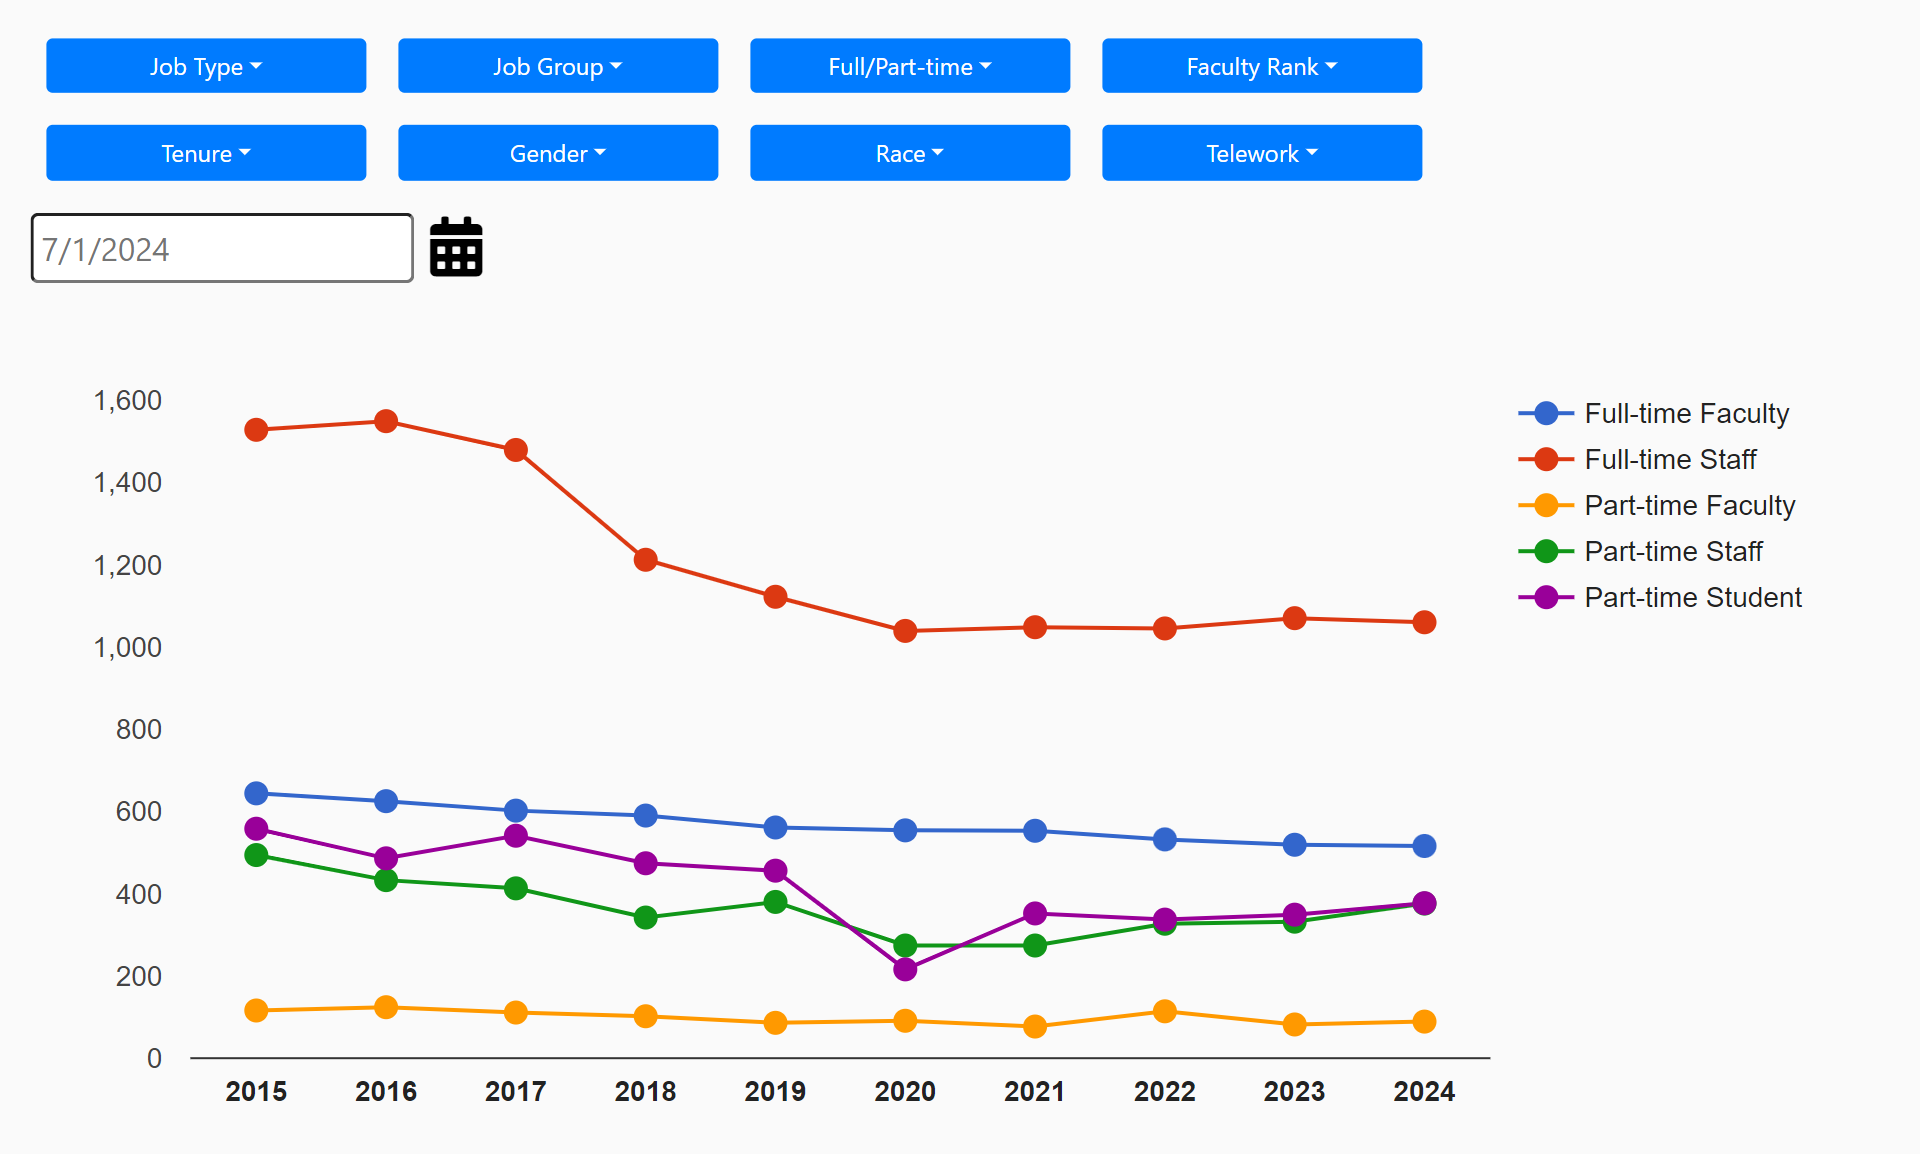 Job Type
Job Group
Full/Part-time
Faculty Rank
Tenure
Gender
Race
Telework
7/1/2024
1,600
1,400
1,200
1,000
800
600
400
200
0
2015 2016 2017 2018 2019 2020 2021 2022 2023 2024
Full-time Faculty
Full-time Staff
Part-time Faculty
Part-time Staff
Part-time Student